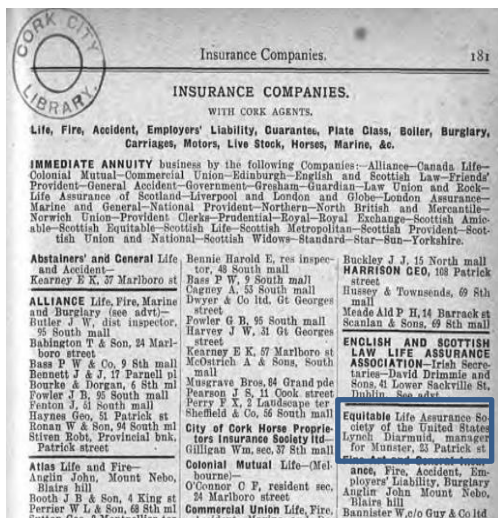 CORK CITY
LIBRARY.
Insurance Companies. 181
INSURANCE COMPANIES.
WITH CORK AGENTS.
Life, Fire, Accident, Employers' Liability, Guarantee, Plate Glass, Boiler, Burglary,
Carriages, Motors, Live Stock, Horses, Marine, &c.
IMMEDIATE ANNUITY business by the following Companies:—Alliance—Canada Life—
Colonial Mutual—Commercial Union—Edinburgh—English and Scottish Law—Friends'
Provident—General Accident—Government—Gresham—Guardian—Law Union and Rock—
Life Assurance of Scotland—Liverpool and London and Globe—London Assurance—
Marine and General—National Provident—Northern—North British and Mercantile—
Norwich Union—Provident Clerks—Prudential—Royal—Royal Exchange—Scottish Amic-
able—Scottish Equitable—Scottish Life—Scottish Metropolitan—Scottish Provident—Scot-
tish Union and National—Scottish Widows—Standard—Star—Sun—Yorkshire.
Abstainers' and General Life
and Accident—
Kearney E K, 57 Marlboro st
ALLIANCE Life, Fire, Marine
and Burglary (see advt)—
Butler J W, dist inspector,
95 South mall
Babington T & Son, 24 Marl-
boro street
Bass P W & Co, 9 Sth mall
Bennett J & J, 17 Parnell pl
Bourke & Dorgan, 6 Sth ml
Fowler J B, 95 South mall
Fenton J, 61 South mall
Haynes Geo, 51 Patrick st
Ronan W & Son, 94 South ml
Stiven Robt, Provincial bnk,
Patrick street
Atlas Life and Fire—
Anglin John, Mount Nebo,
Blairs hill
Booth J B & Son, 4 King st
Perrier W L & Son, 68 Sth ml
Bennie Harold E, res inspec-
tor, 48 South mall
Bass P W, 9 South mall
Cagney A, 53 South mall
Dwyer & Co ltd, Gt Georges
street
Fowler G B, 95 South mall
Harvey J W, 31 Gt Georges
street
Kearney E K, 57 Marlboro st
McOstrich A & Sons, South
mall
Musgrave Bros, 84 Grand pde
Pearson J S, 11 Cook street
Perry F X, 2 Landscape ter
Sheffield & Co, 56 South mall
City of Cork Horse Proprie-
tors Insurance Society ltd—
Gilligan Wm, sec, 37 Sth mall
Colonial Mutual Life—(Mel-
bourne)—
O'Connor C F, resident sec,
24 Marlboro street
Commercial Union Life, Fire,
Buckley J J, 15 North mall
HARRISON GEO, 108 Patrick
street
Hussey & Townsends, 69 Sth
mall
Meade Ald P H, 14 Barrack st
Scanlan & Sons, 69 Sth mall
ENGLISH AND SCOTTISH
LAW LIFE ASSURANCE
ASSOCIATION—Irish Secre-
taries—David Drimmie and
Sons, 41 Lower Sackville St,
Dublin. See advt
Equitable Life Assurance So-
ciety of the United States
Lynch Diarmuid, manager
for Munster, 23 Patrick st
ance, Fire, Accident, Em-
ployers' Liability, Burglary
Anglin John Mount Nebo,
Blairs hill
Bannister W, c/o Guy & Co ltd